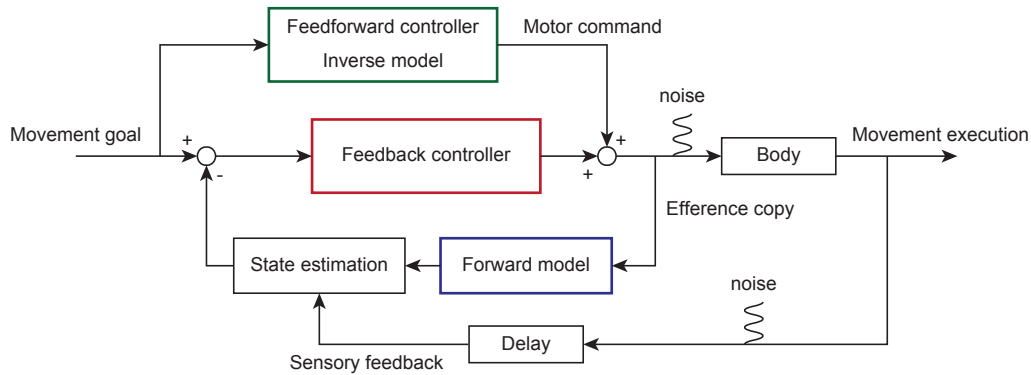 Feedforward controller
Inverse model
Motor command
noise
Movement goal
+
+
Feedback controller
Body
Movement execution
-
+
Efference copy
State estimation
Forward model
noise
Delay
Sensory feedback